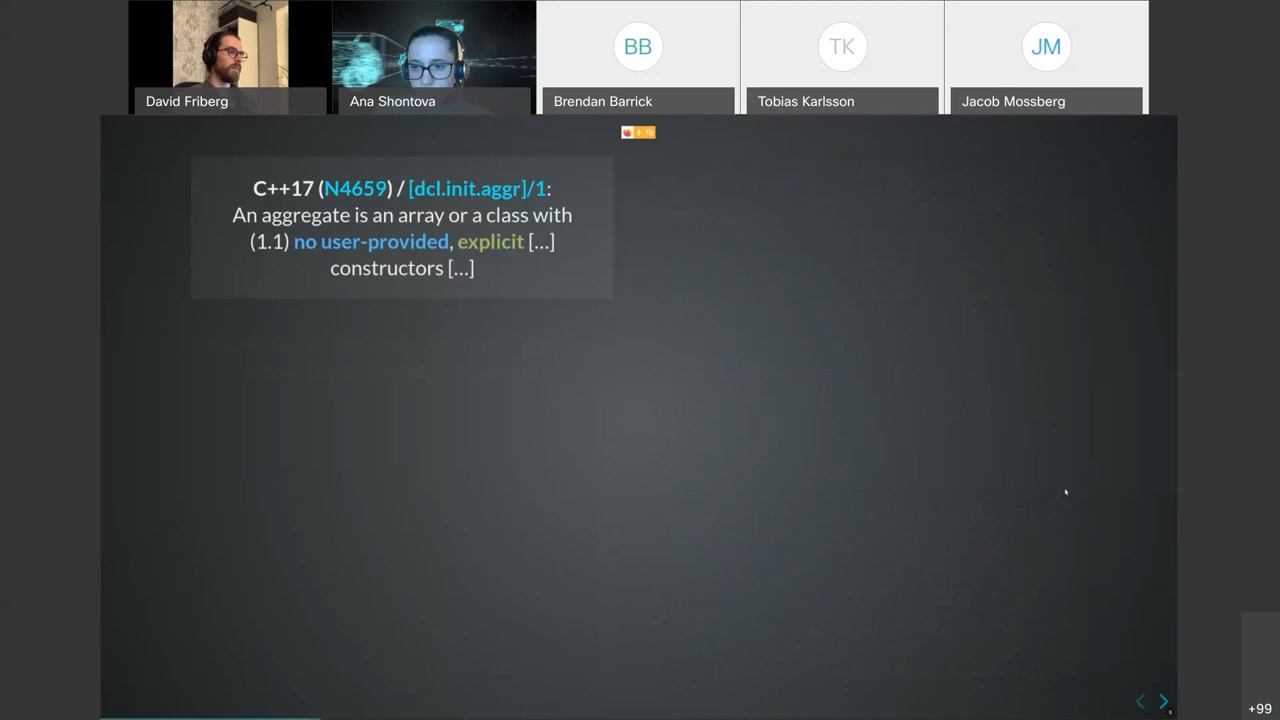 BB
TK
JM
David Friberg
Ana Shontova
Brendan Barrick
Tobias Karlsson
Jacob Mossberg
C++17 (N4659) / [dcl.init.aggr]/1:
An aggregate is an array or a class with
(1.1) no user-provided, explicit [...]
constructors [...]
+99